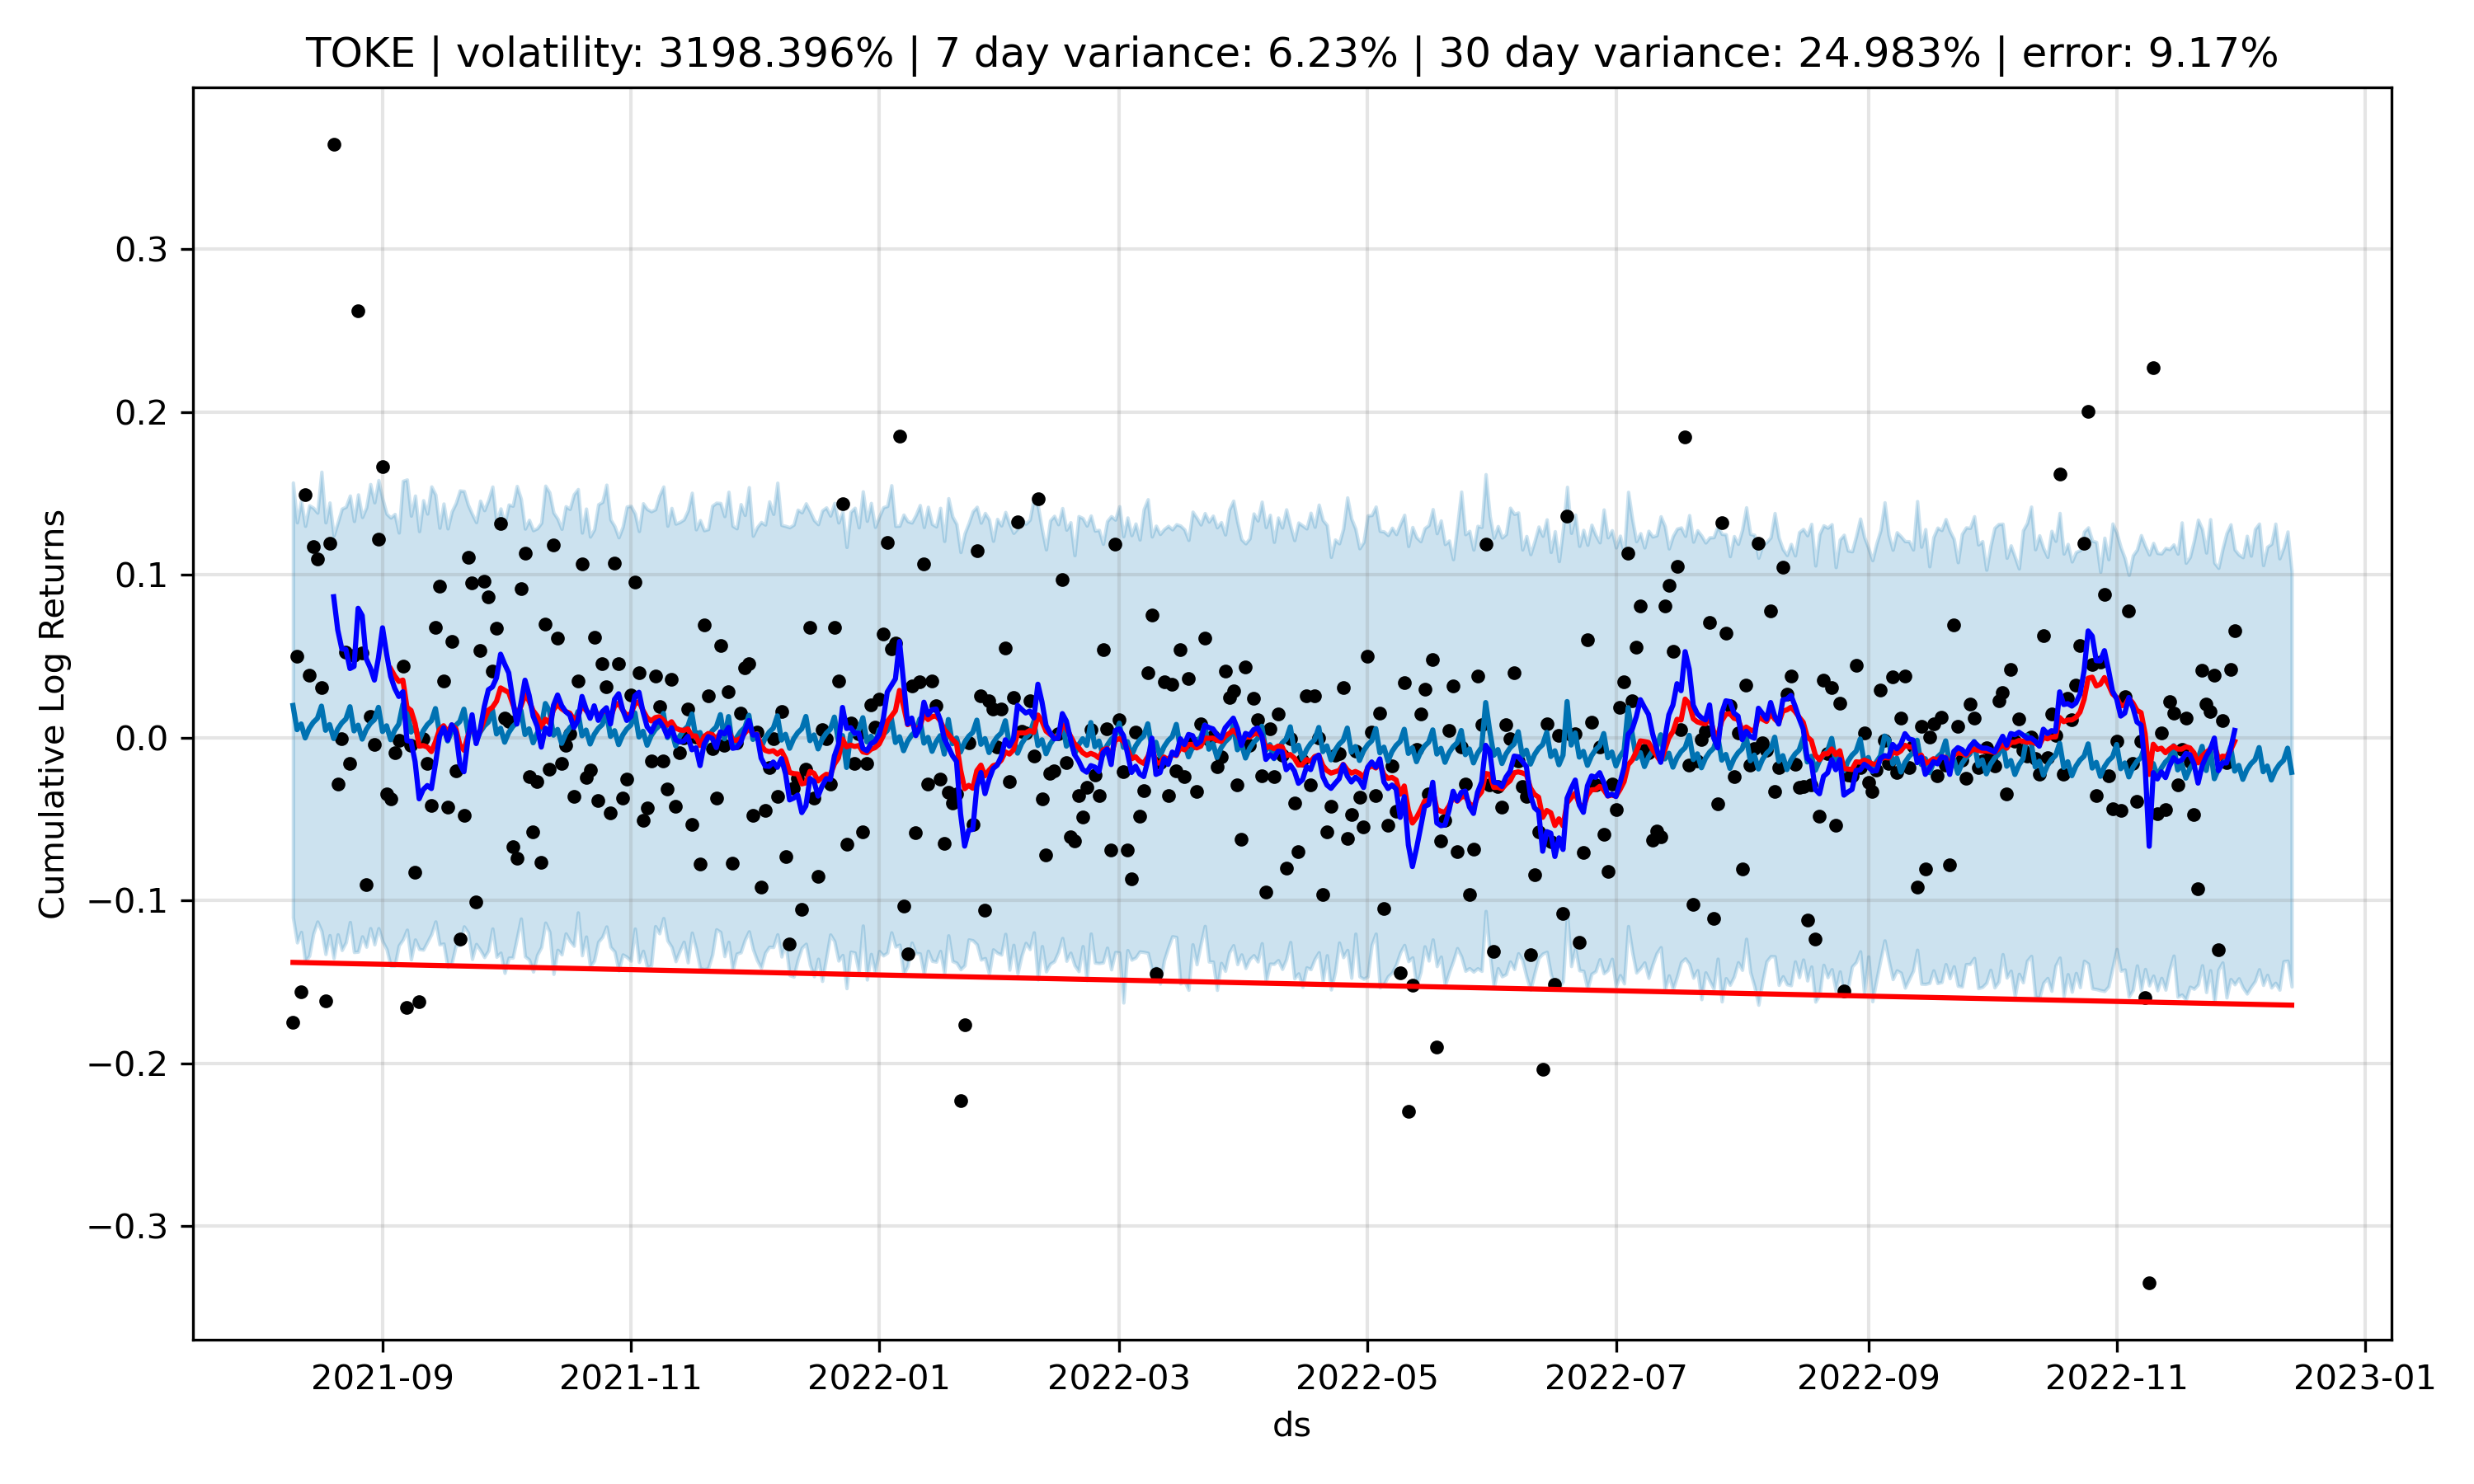 TOKE | volatility: 3198.396% | 7 day variance: 6.23% | 30 day variance: 24.983% | error: 9.17%
Cumulative Log Returns
0.3
0.2
0.1
0.0
−0.1
−0.2
−0.3
2021-09 2021-11 2022-01 2022-03 2022-05 2022-07 2022-09 2022-11 2023-01
ds